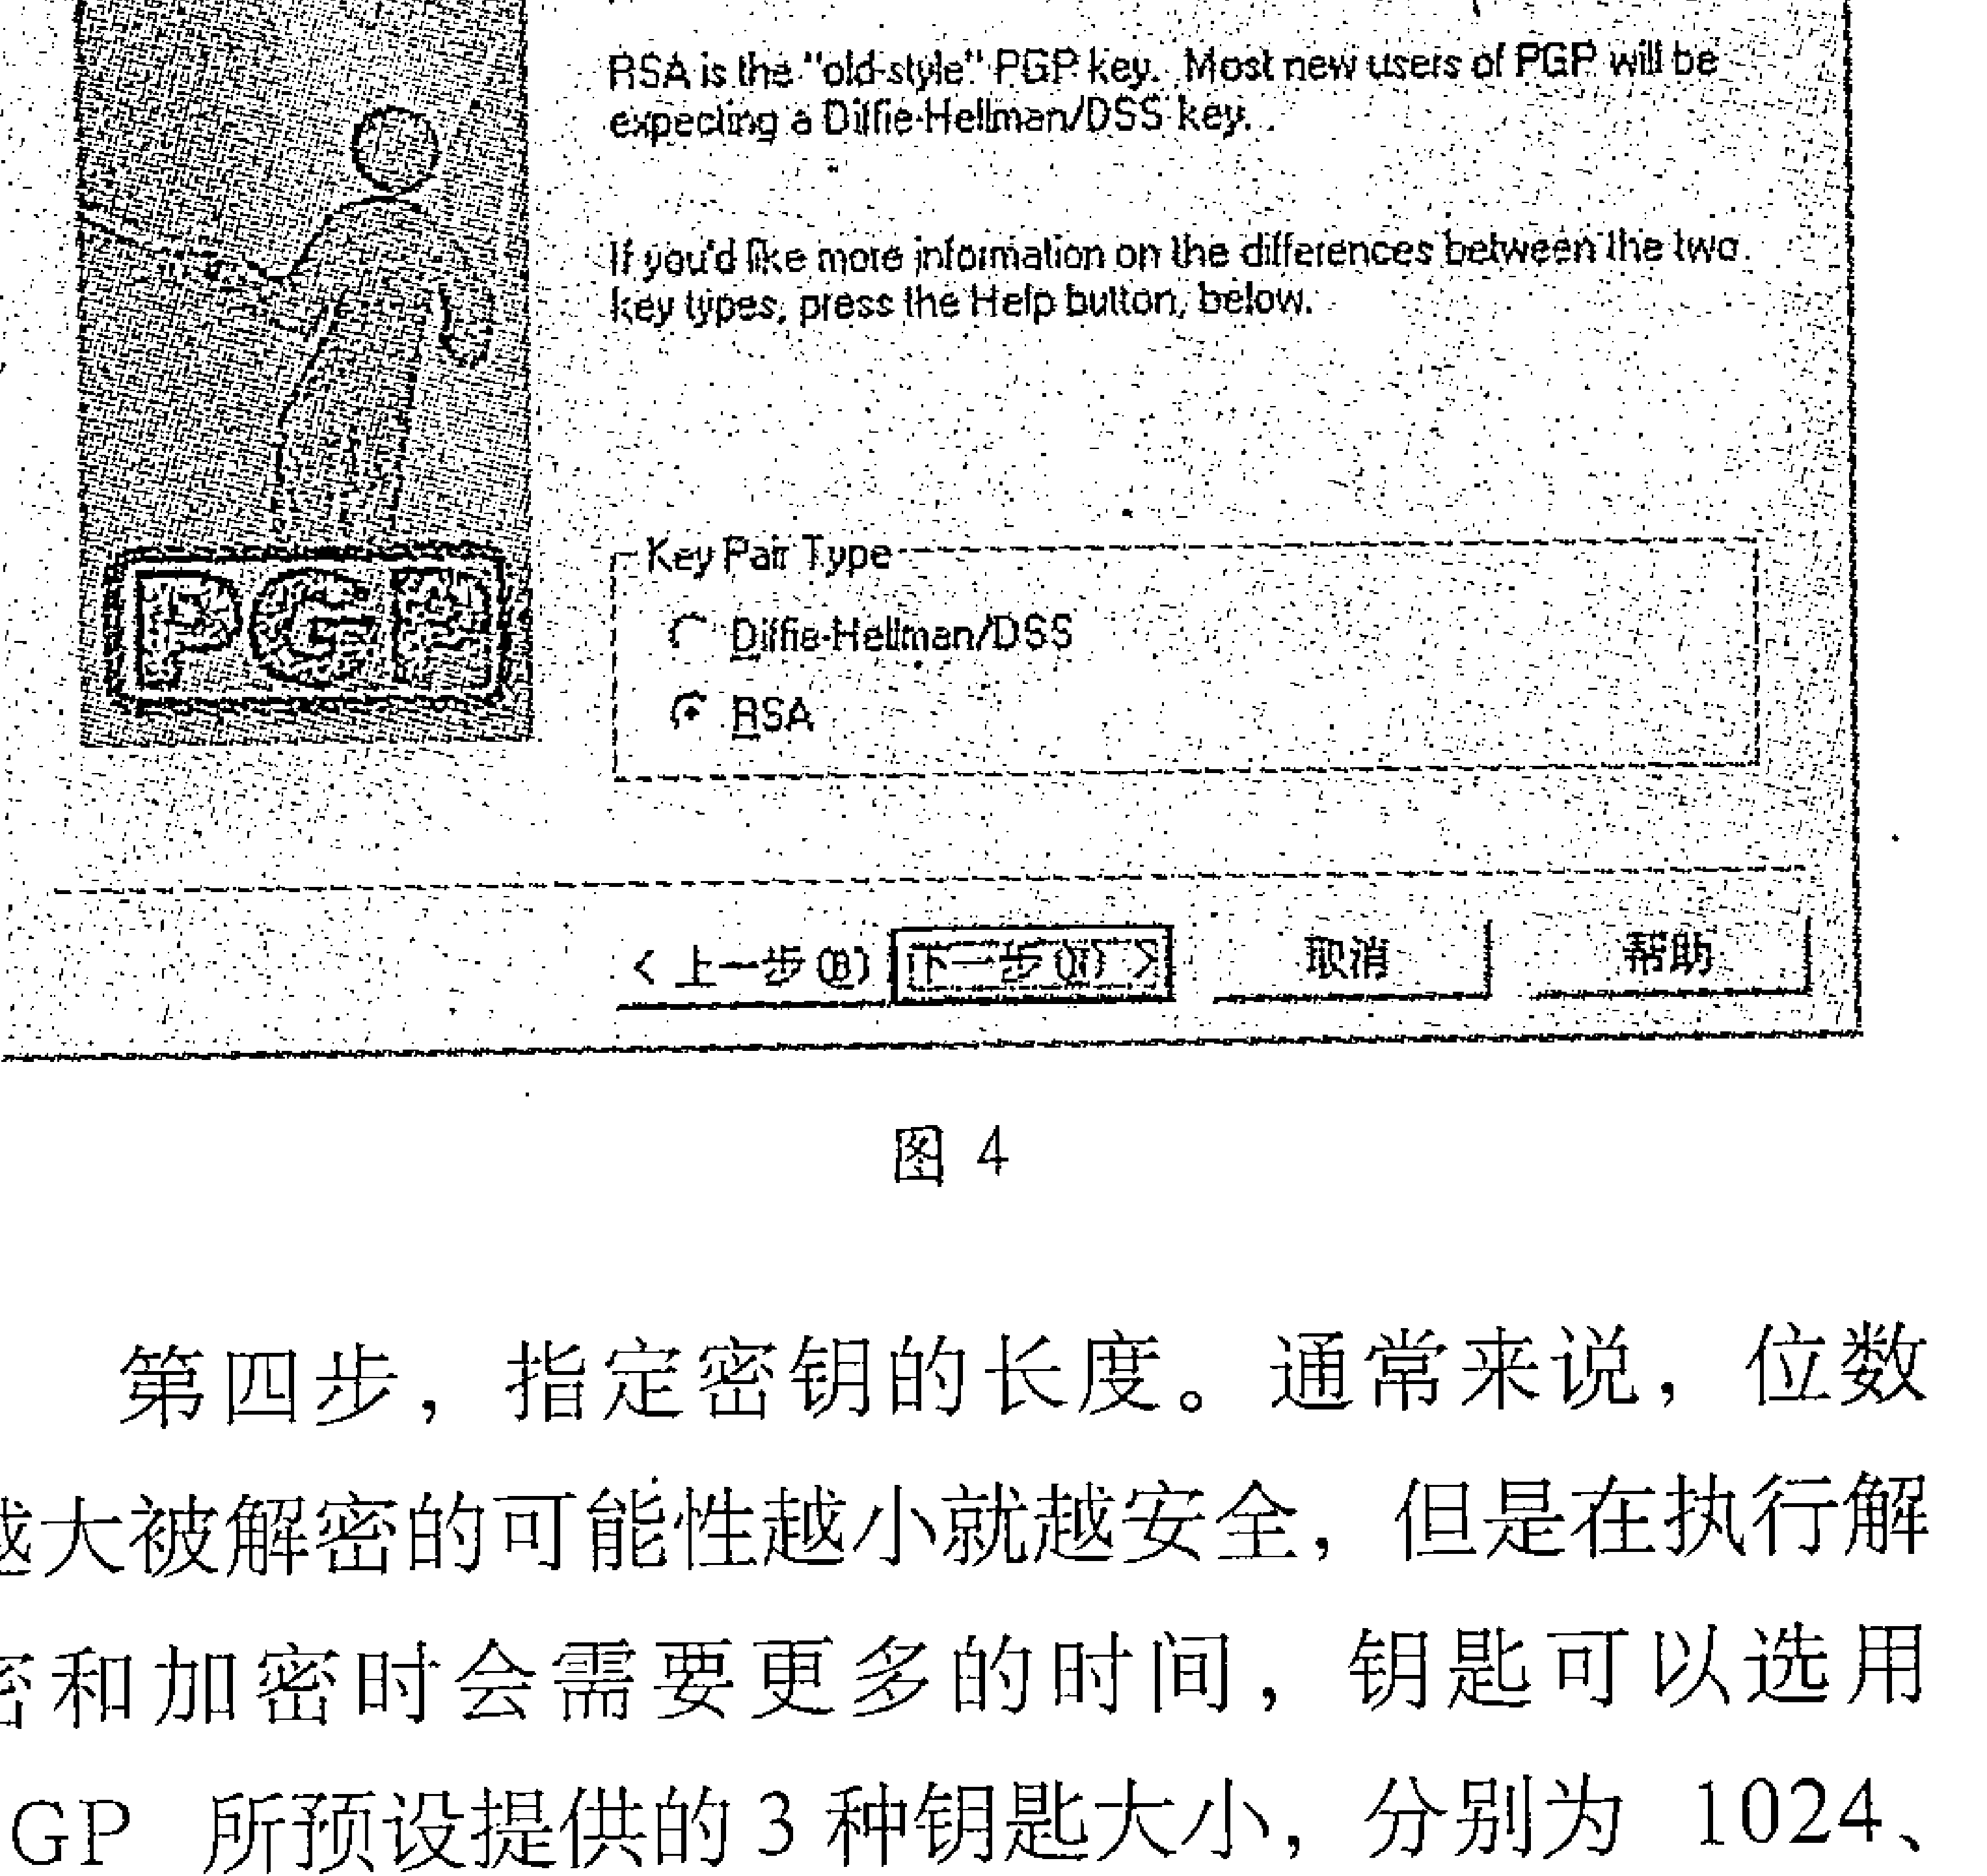 RSA is the "old-style" PGP key. Most new users of PGP will be
expecting a Diffie-Hellman/DSS key.
If you'd like more information on the differences between the two
key types, press the Help button, below.
PGP
Key Pair Type
Diffie-Hellman/DSS
RSA
< 上一步(B) 下一步(N) > 取消 帮助
图 4
第四步，指定密钥的长度。通常来说，位数
越大被解密的可能性越小就越安全，但是在执行解
密和加密时会需要更多的时间，钥匙可以选用
GP 所预设提供的 3 种钥匙大小，分别为 1024、